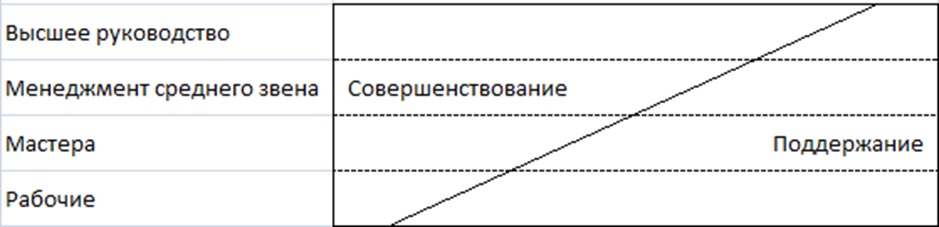 Высшее руководство
Менеджмент среднего звена Совершенствование
Мастера Поддержание
Рабочие